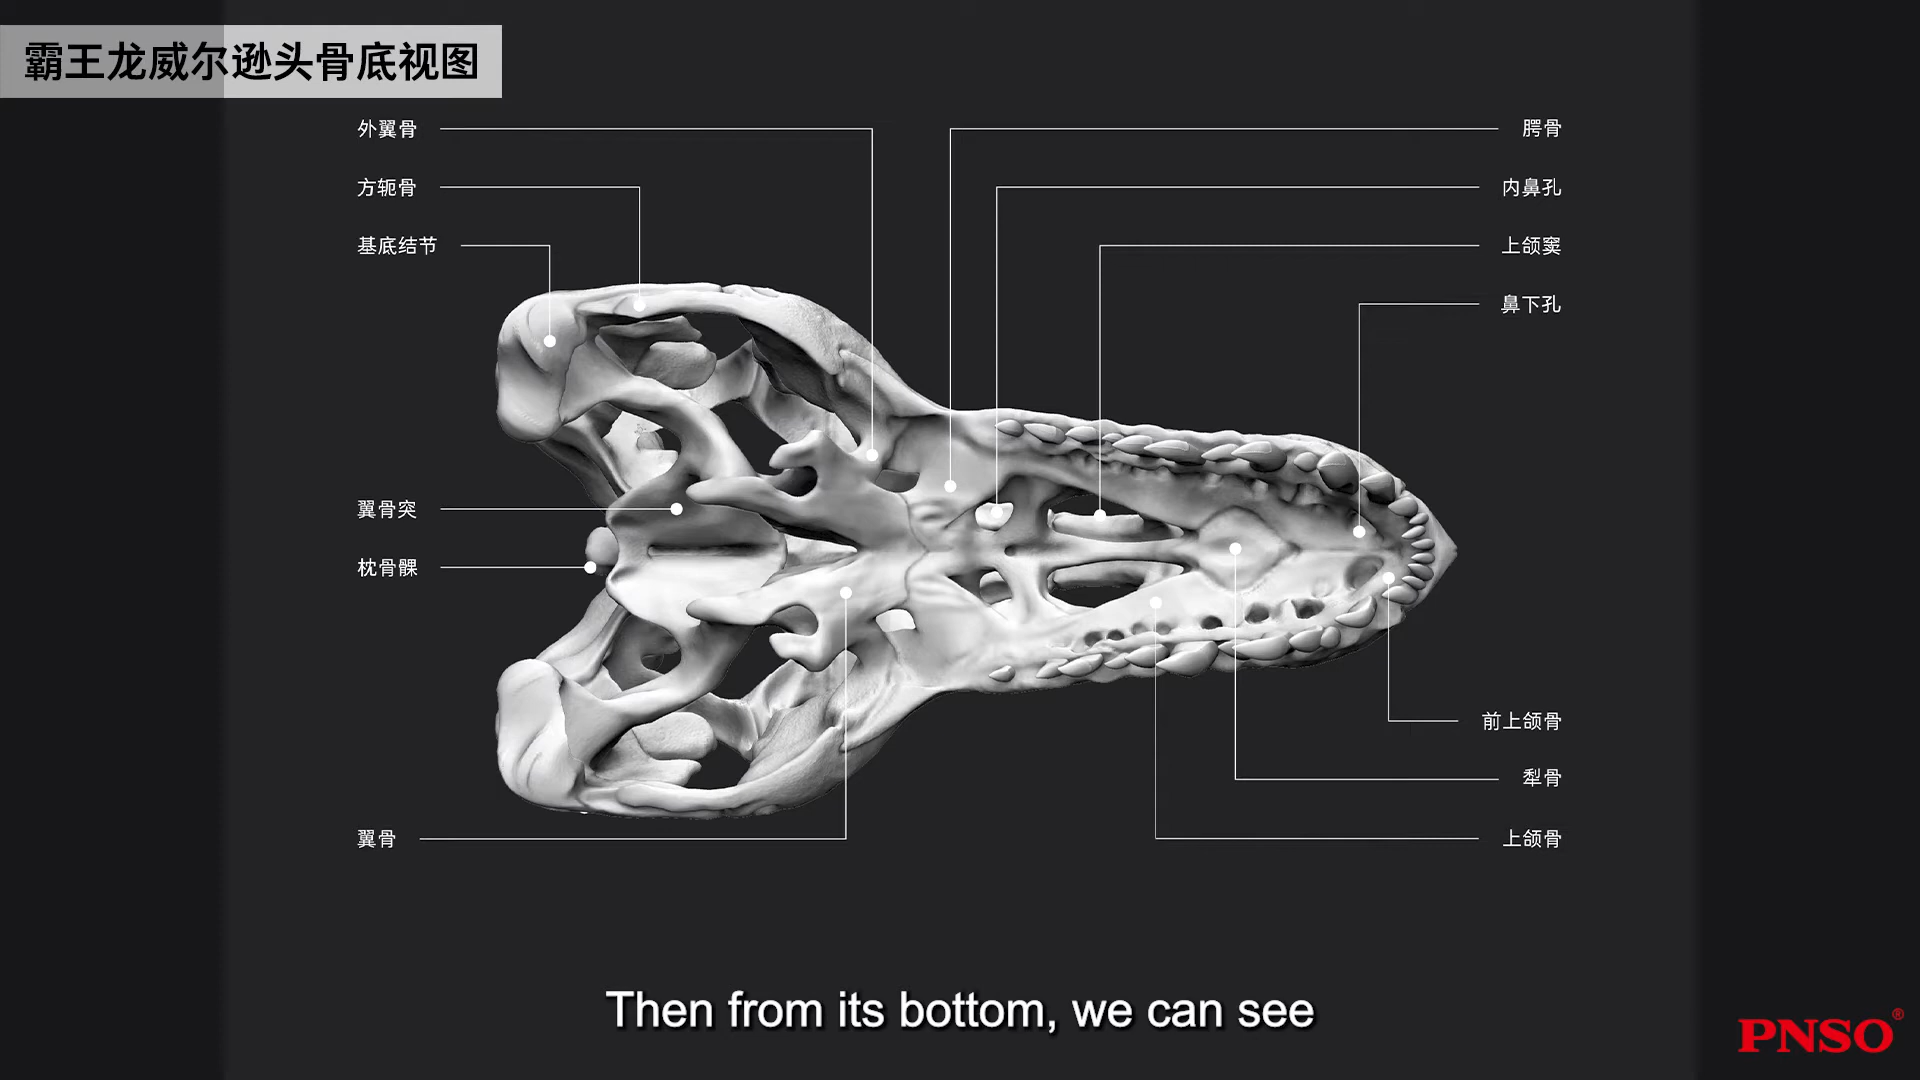 霸王龙威尔逊头骨底视图
外翼骨
腭骨
方轭骨
内鼻孔
基底结节
上颌窦
鼻下孔
翼骨突
枕骨髁
前上颌骨
犁骨
翼骨
上颌骨
Then from its bottom, we can see
PNSO®